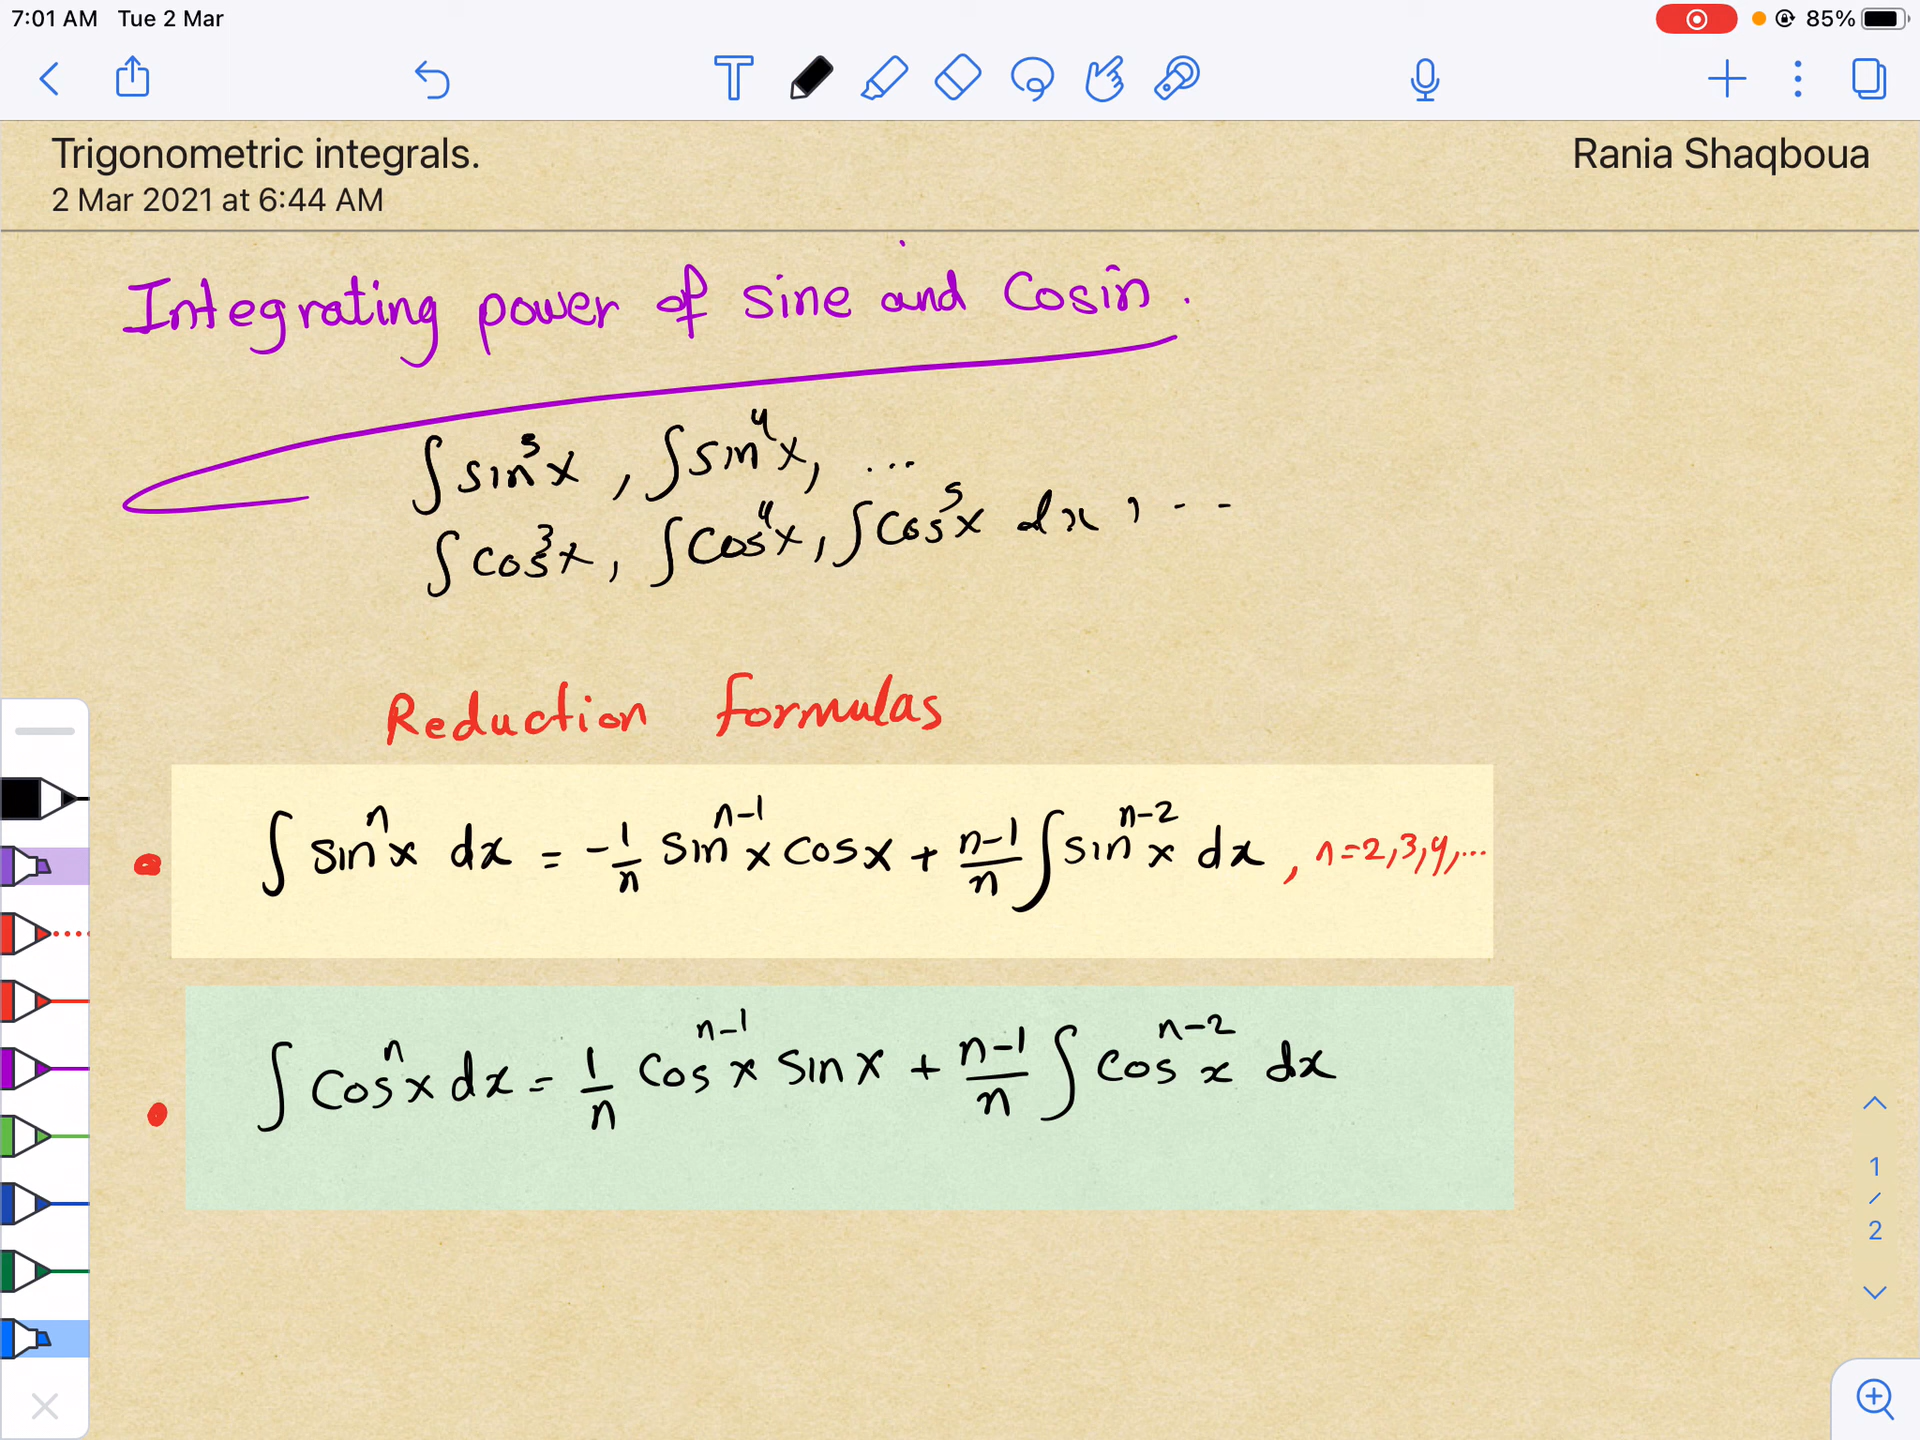 7:01 AM Tue 2 Mar 85%
Trigonometric integrals. Rania Shaqboua
2 Mar 2021 at 6:44 AM
Integrating power of sine and Cosin.
∫ sin³x , ∫ sin⁴x, ...
∫ cos³x, ∫ cos⁴x, ∫ cos⁵x dx , ...
Reduction formulas
• ∫ sinⁿx dx = -1/n sinⁿ⁻¹x cosx + (n-1)/n ∫ sinⁿ⁻²x dx , n=2,3,4,...
• ∫ cosⁿx dx = 1/n cosⁿ⁻¹x sinx + (n-1)/n ∫ cosⁿ⁻²x dx
1
/
2